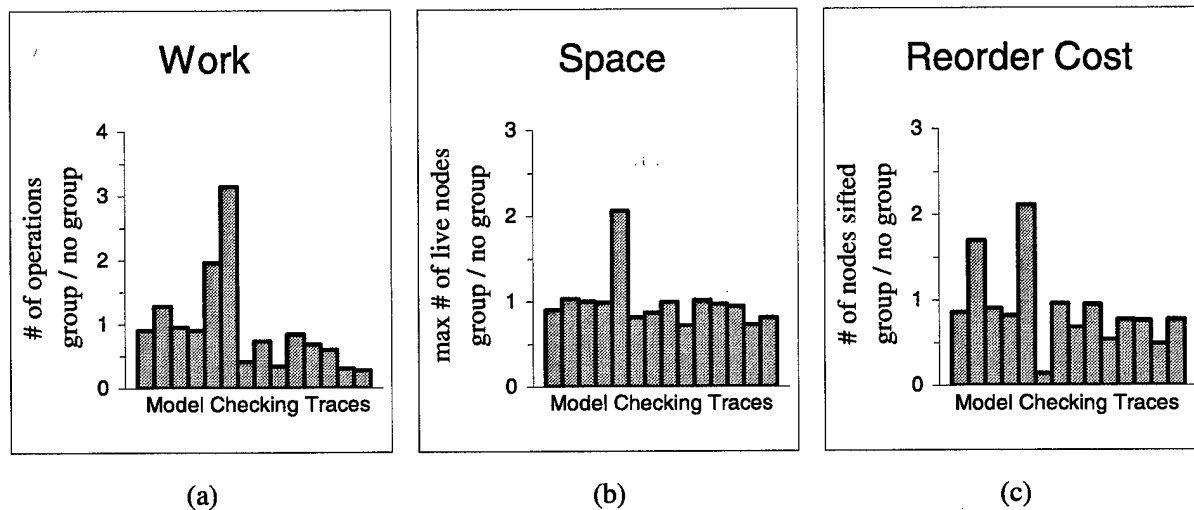 Work
# of operations
group / no group
4
3
2
1
0
Model Checking Traces
(a)
Space
max # of live nodes
group / no group
3
2
1
0
Model Checking Traces
(b)
Reorder Cost
# of nodes sifted
group / no group
3
2
1
0
Model Checking Traces
(c)